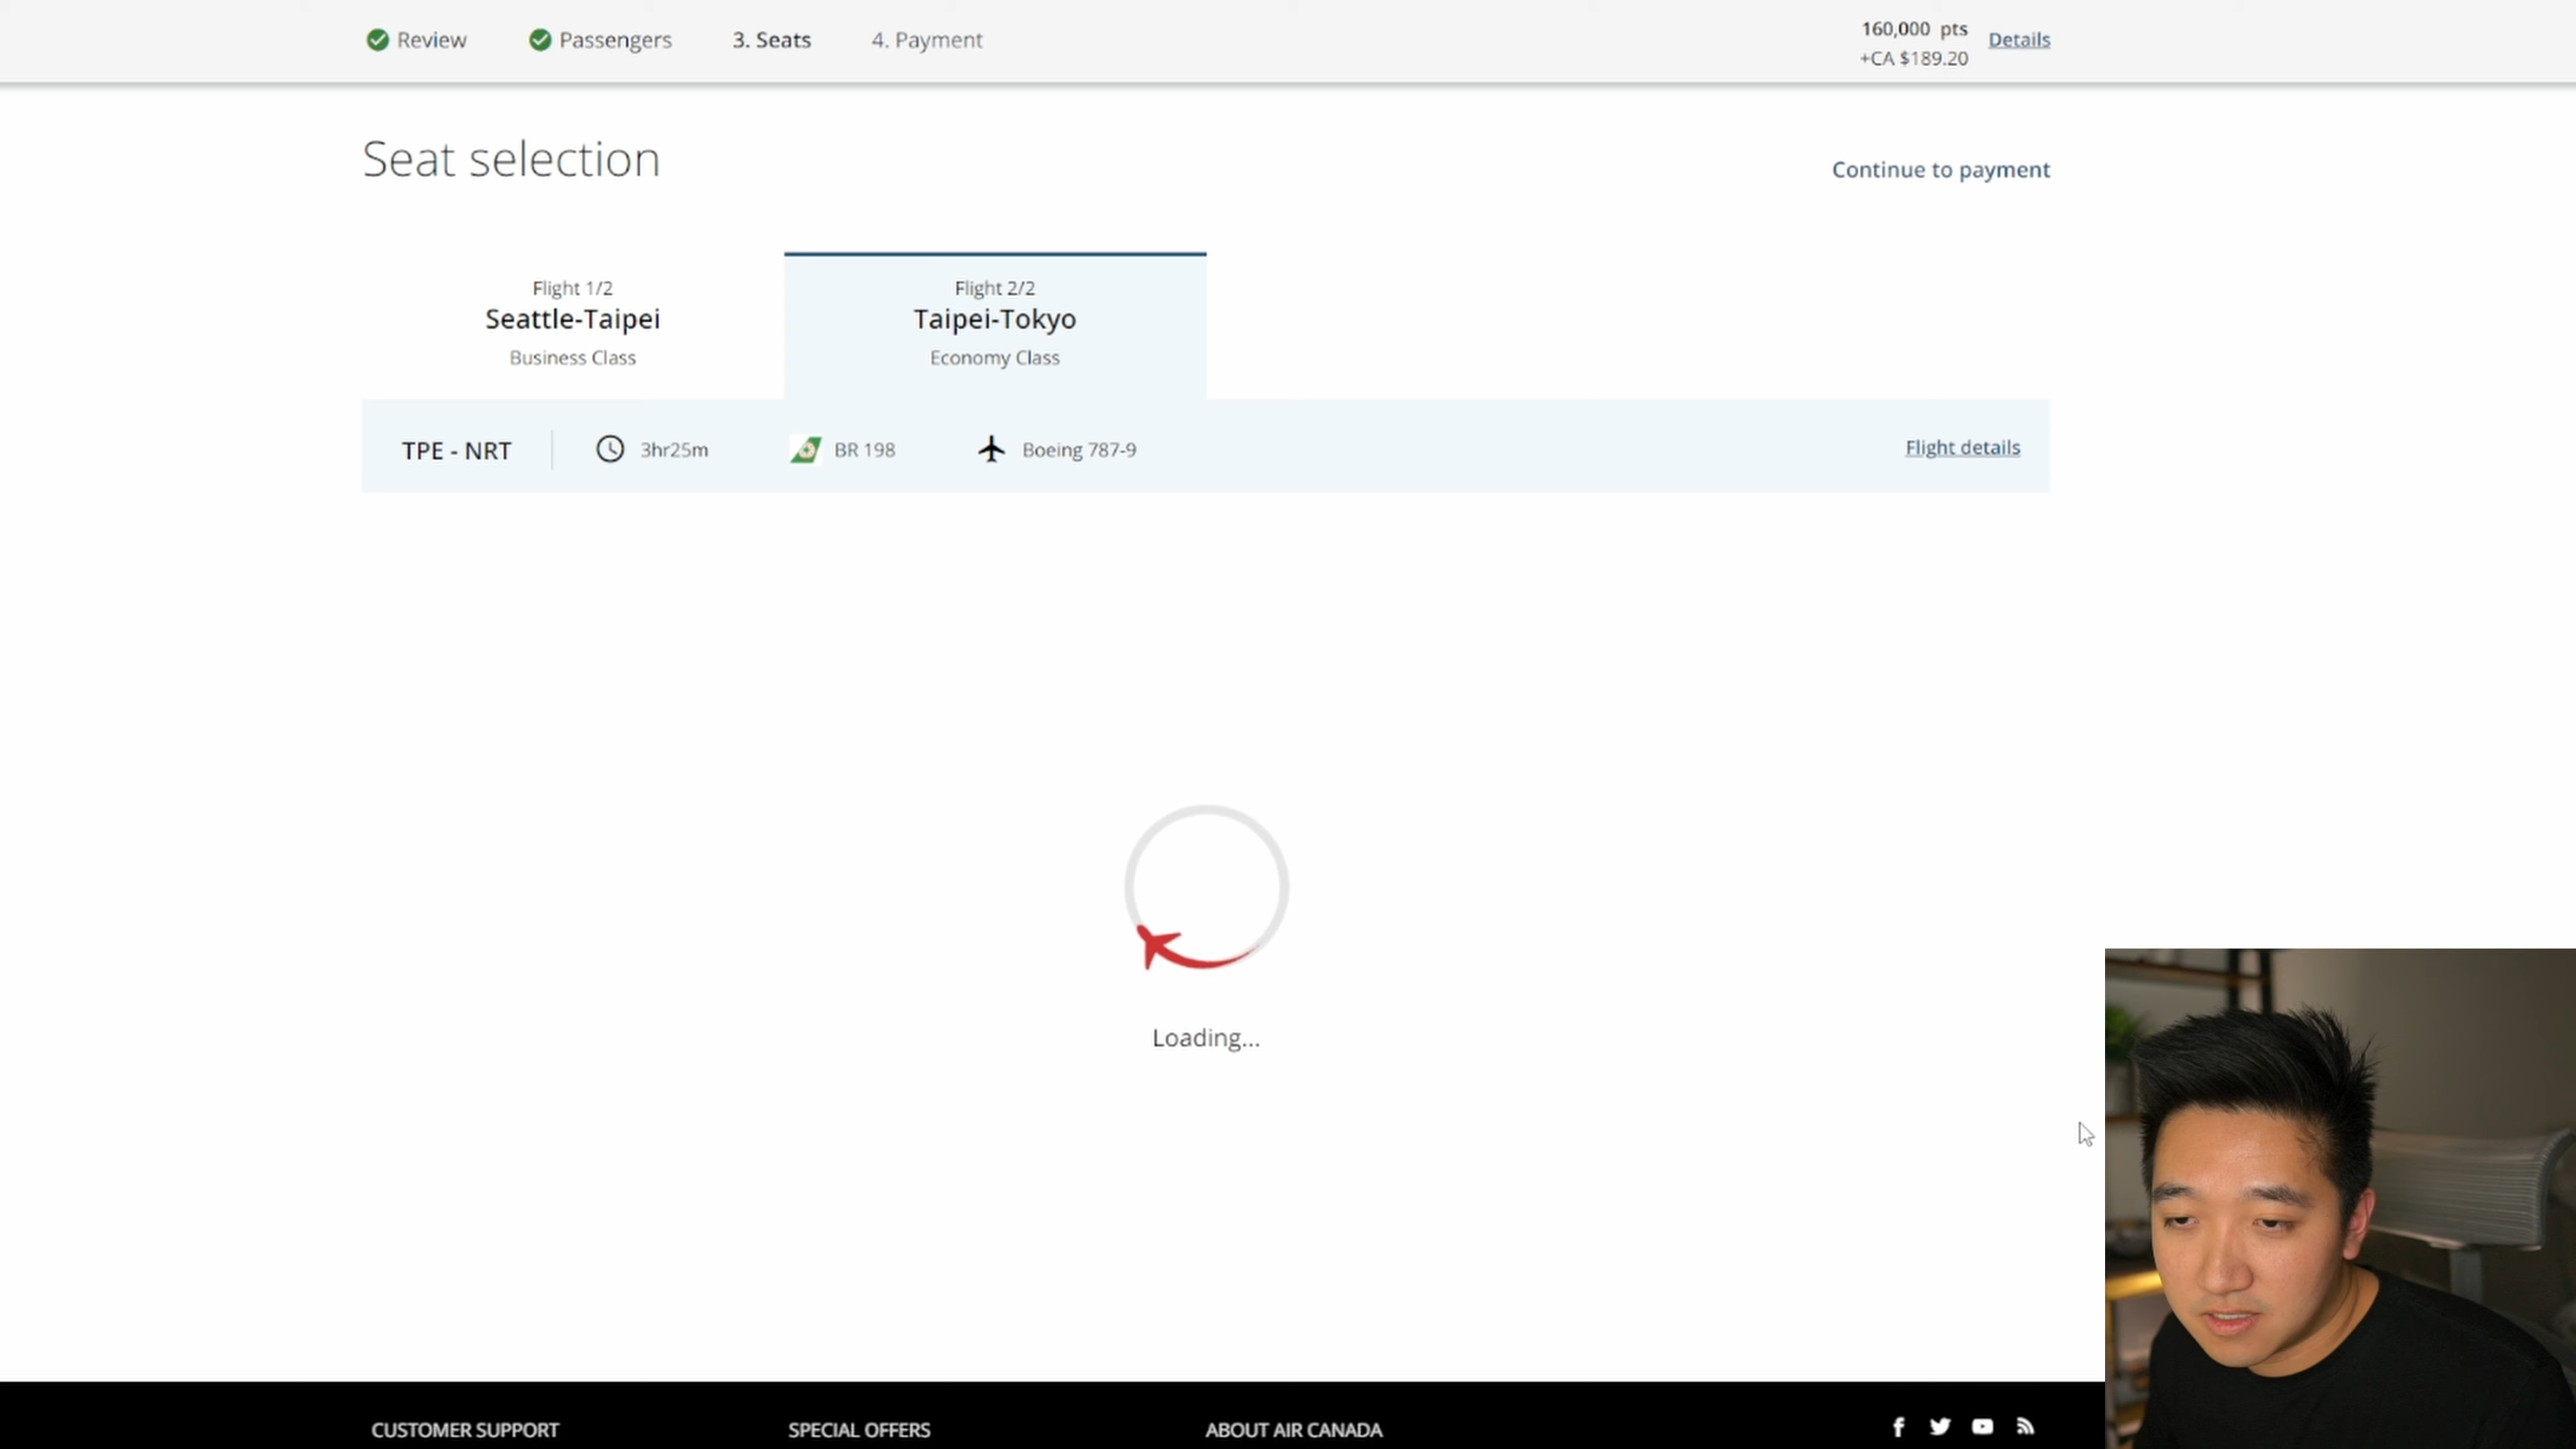 Review
Passengers
3. Seats
4. Payment
160,000 pts
+CA $189.20
Details
Seat selection
Continue to payment
Flight 1/2
Seattle-Taipei
Business Class
Flight 2/2
Taipei-Tokyo
Economy Class
TPE - NRT
3hr25m
BR 198
Boeing 787-9
Flight details
Loading...
CUSTOMER SUPPORT
SPECIAL OFFERS
ABOUT AIR CANADA